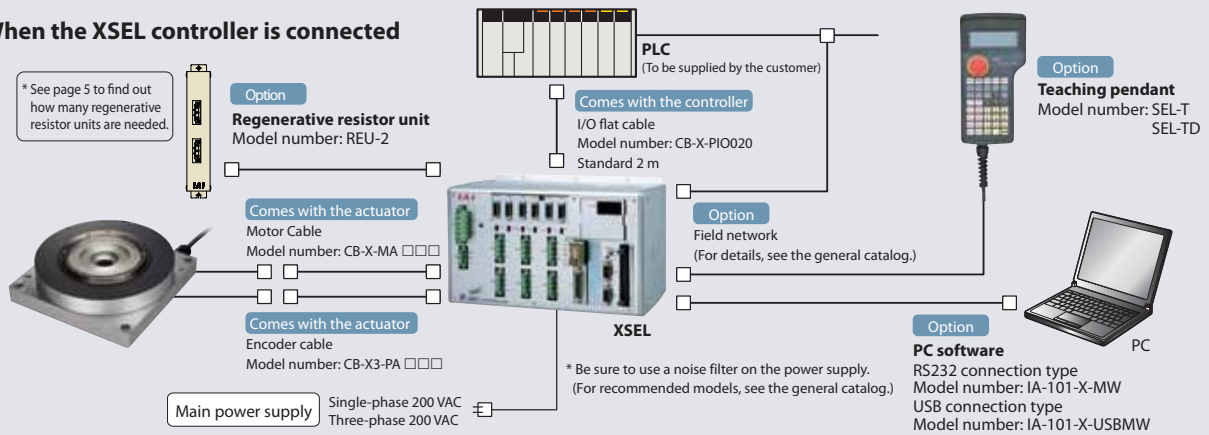 When the XSEL controller is connected
* See page 5 to find out
how many regenerative
resistor units are needed.
Option
Regenerative resistor unit
Model number: REU-2
PLC
(To be supplied by the customer)
Comes with the controller
I/O flat cable
Model number: CB-X-PIO020
Standard 2 m
Option
Teaching pendant
Model number: SEL-T
SEL-TD
Comes with the actuator
Motor Cable
Model number: CB-X-MA □□□
Comes with the actuator
Encoder cable
Model number: CB-X3-PA □□□
Option
Field network
(For details, see the general catalog.)
XSEL
* Be sure to use a noise filter on the power supply.
(For recommended models, see the general catalog.)
Main power supply
Single-phase 200 VAC
Three-phase 200 VAC
PC
Option
PC software
RS232 connection type
Model number: IA-101-X-MW
USB connection type
Model number: IA-101-X-USBMW